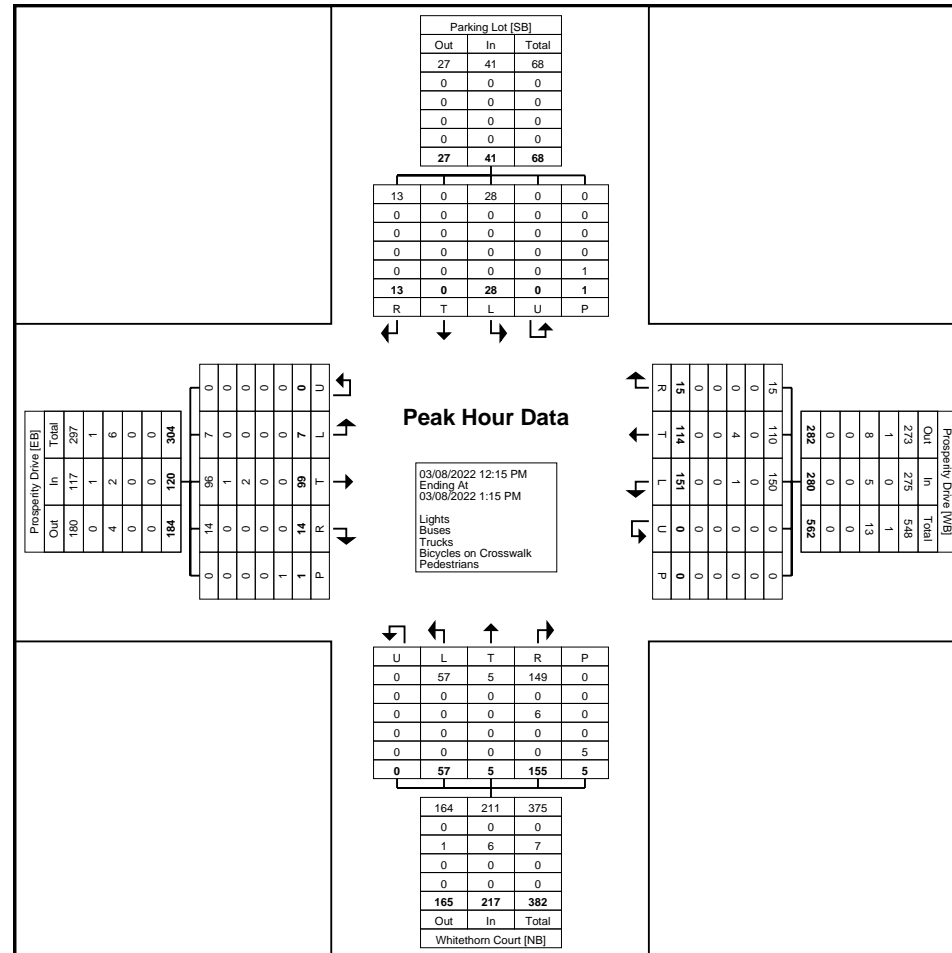 Parking Lot [SB]
Out In Total
27 41 68
0 0 0
0 0 0
0 0 0
0 0 0
27 41 68
13 0 28 0 0
0 0 0 0 0
0 0 0 0 0
0 0 0 0 0
0 0 0 0 1
13 0 28 0 1
R T L U P
U L T R P
0 7 99 14 1
0 0 0 0 1
0 0 0 0 0
0 0 2 0 0
0 0 1 0 0
0 7 96 14 0
304 120 184
0 0 0
0 0 0
6 2 4
1 1 0
297 117 180
Total In Out
Prosperity Drive [EB]
Peak Hour Data
03/08/2022 12:15 PM
Ending At
03/08/2022 1:15 PM
Lights
Buses
Trucks
Bicycles on Crosswalk
Pedestrians
Prosperity Drive [WB]
Out In Total
273 275 548
1 0 1
8 5 13
0 0 0
0 0 0
282 280 562
15 110 150 0 0
0 0 0 0 0
0 4 1 0 0
0 0 0 0 0
0 0 0 0 0
15 114 151 0 0
R T L U P
U L T R P
0 57 5 149 0
0 0 0 0 0
0 0 0 6 0
0 0 0 0 0
0 0 0 0 5
0 57 5 155 5
164 211 375
0 0 0
1 6 7
0 0 0
0 0 0
165 217 382
Out In Total
Whitethorn Court [NB]